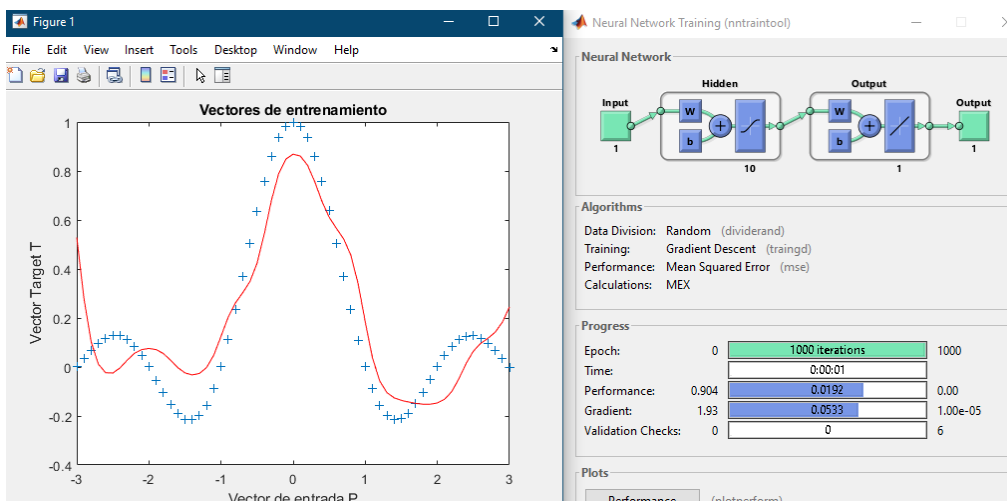 Figure 1
File Edit View Insert Tools Desktop Window Help
Vectores de entrenamiento
1
0.8
0.6
0.4
0.2
0
-0.2
-0.4
-3 -2 -1 0 1 2 3
Vector Target T
Vector de entrada P
Neural Network Training (nntraintool)
Neural Network
Hidden
Output
Input
W
b
W
b
Output
1
10
1
1
Algorithms
Data Division: Random (dividerand)
Training: Gradient Descent (traingd)
Performance: Mean Squared Error (mse)
Calculations: MEX
Progress
Epoch: 0 1000 iterations 1000
Time: 0:00:01
Performance: 0.904 0.0192 0.00
Gradient: 1.93 0.0533 1.00e-05
Validation Checks: 0 0 6
Plots
Performance (plotperform)